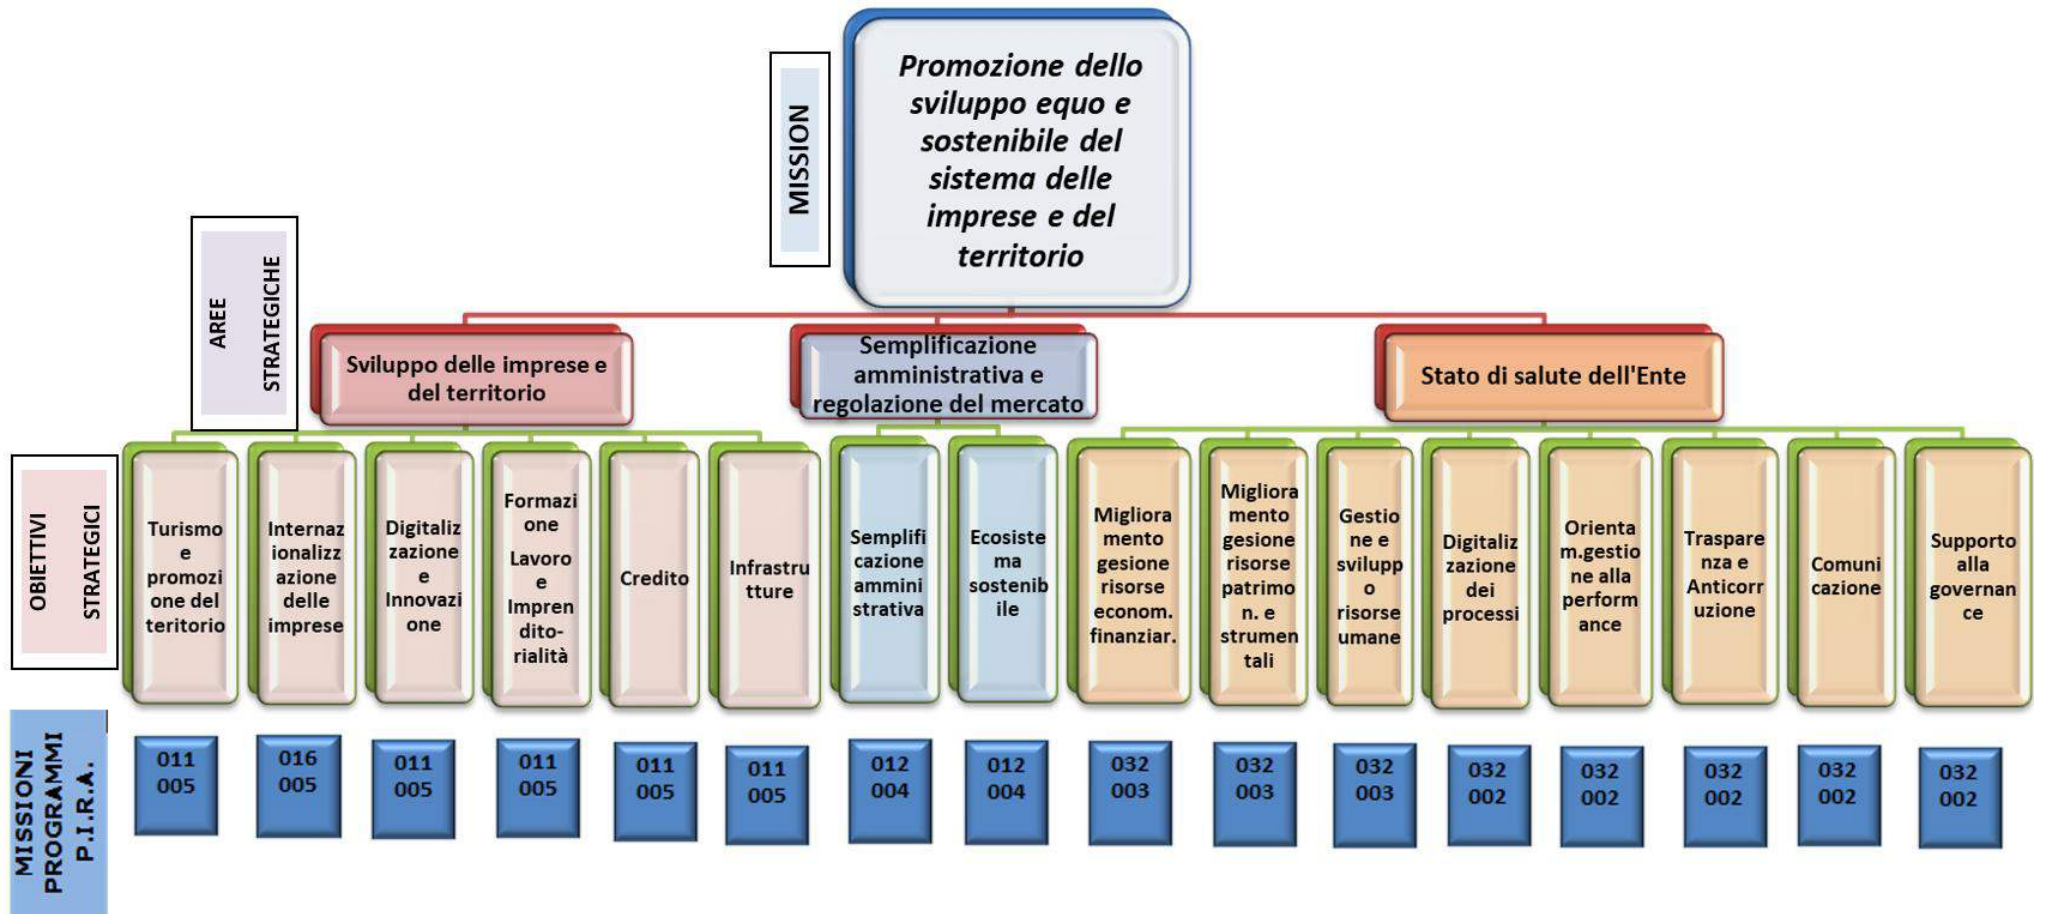 MISSION
Promozione dello
sviluppo equo e
sostenibile del
sistema delle
imprese e del
territorio
AREE
STRATEGICHE
Sviluppo delle imprese e
del territorio
Semplificazione
amministrativa e
regolazione del mercato
Stato di salute dell'Ente
OBIETTIVI
STRATEGICI
Turismo
e
promozi
one del
teritorio
Internaz
ionalizz
azione
delle
imprese
Digitaliz
zazione
e
Innovazi
one
Formazi
one
Lavoro
e
Impren
dito-
rialità
Credito
Infrastru
tture
Semplifi
cazione
ammini
strativa
Ecosiste
ma
sostenib
ile
Migliora
mento
gesione
risorse
econom.
finanziar.
Migliora
mento
gesione
risorse
patrimo
n. e
strumen
tali
Gestio
ne e
svilupp
o
risorse
umane
Digitaliz
zazione
dei
processi
Orienta
m.gestio
ne alla
perform
ance
Traspare
nza e
Anticorr
uzione
Comuni
cazione
Supporto
alla
governan
ce
MISSIONI
PROGRAMMI
P.I.R.A.
011
005
016
005
011
005
011
005
011
005
011
005
012
004
012
004
032
003
032
003
032
003
032
002
032
002
032
002
032
002
032
002